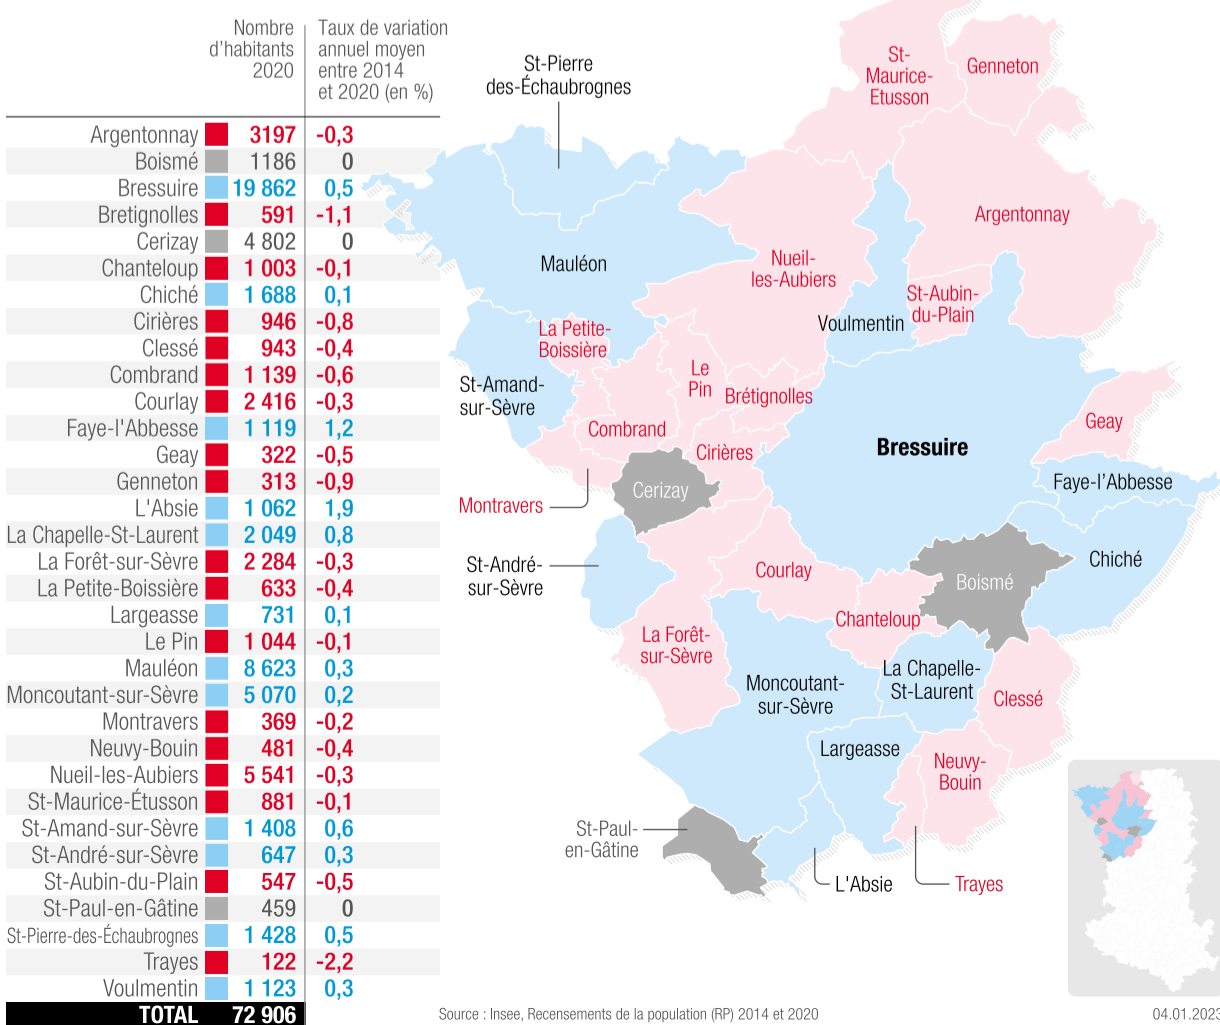 Nombre
d'habitants
2020
Taux de variation
annuel moyen
entre 2014
et 2020 (en %)
Argentonnay 3197 -0,3
Boismé 1186 0
Bressuire 19 862 0,5
Bretignolles 591 -1,1
Cerizay 4 802 0
Chanteloup 1 003 -0,1
Chiché 1 688 0,1
Cirières 946 -0,8
Clessé 943 -0,4
Combrand 1 139 -0,6
Courlay 2 416 -0,3
Faye-l'Abbesse 1 119 1,2
Geay 322 -0,5
Genneton 313 -0,9
L'Absie 1 062 1,9
La Chapelle-St-Laurent 2 049 0,8
La Forêt-sur-Sèvre 2 284 -0,3
La Petite-Boissière 633 -0,4
Largeasse 731 0,1
Le Pin 1 044 -0,1
Mauléon 8 623 0,3
Moncoutant-sur-Sèvre 5 070 0,2
Montravers 369 -0,2
Neuvy-Bouin 481 -0,4
Nueil-les-Aubiers 5 541 -0,3
St-Maurice-Étusson 881 -0,1
St-Amand-sur-Sèvre 1 408 0,6
St-André-sur-Sèvre 647 0,3
St-Aubin-du-Plain 547 -0,5
St-Paul-en-Gâtine 459 0
St-Pierre-des-Échaubrognes 1 428 0,5
Trayes 122 -2,2
Voulmentin 1 123 0,3
TOTAL 72 906
St-Pierre
des-Échaubrognes
St-
Maurice-
Etusson
Genneton
Argentonnay
Mauléon
Nueil-
les-Aubiers
St-Aubin-
du-Plain
Voulmentin
La Petite-
Boissière
Le
Pin
Brétignolles
St-Amand-
sur-Sèvre
Combrand
Cirières
Bressuire
Geay
Faye-l'Abbesse
Cerizay
Montravers
St-André-
sur-Sèvre
Courlay
Boismé
Chiché
Chanteloup
La Forêt-
sur-Sèvre
La Chapelle-
St-Laurent
Moncoutant-
sur-Sèvre
Clessé
Largeasse
Neuvy-
Bouin
St-Paul-
en-Gâtine
L'Absie
Trayes
Source : Insee, Recensements de la population (RP) 2014 et 2020
04.01.2023